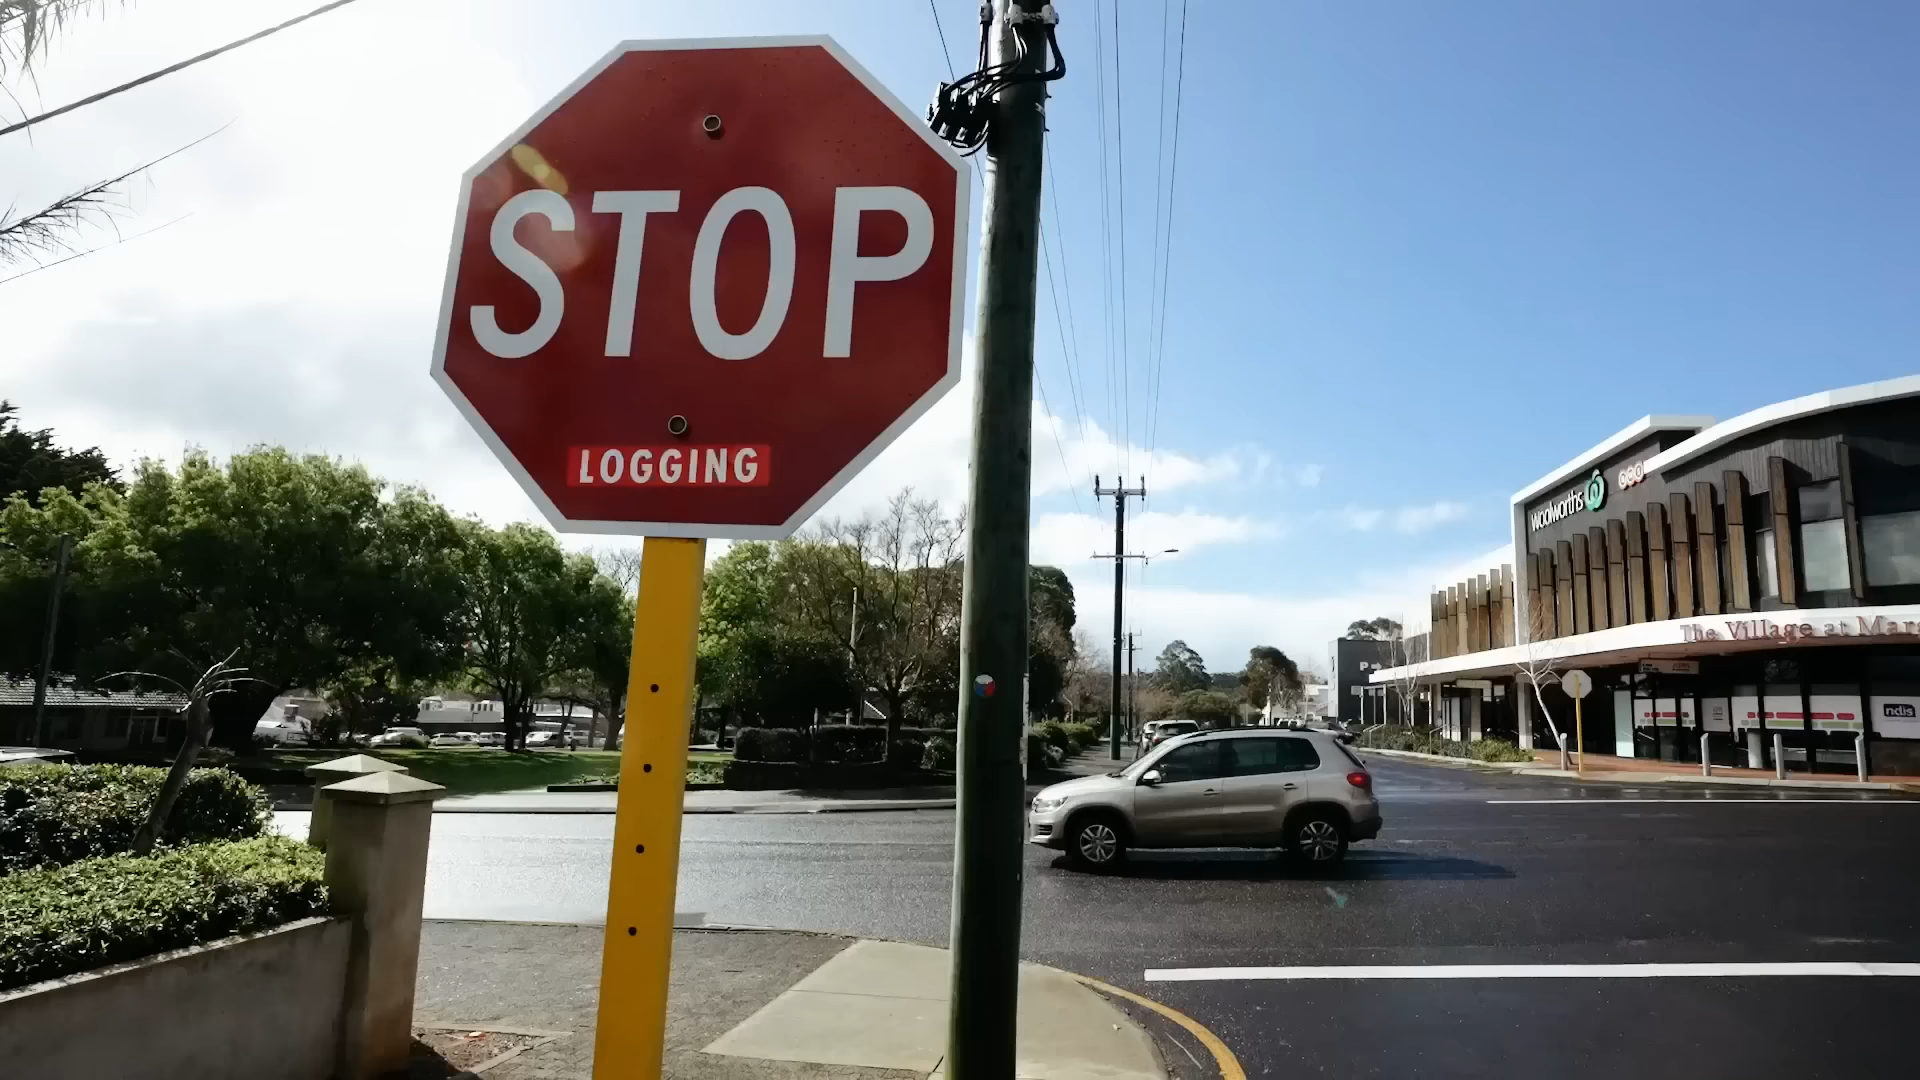 STOP
LOGGING
woolworths
The Village at Mar
P
ndis